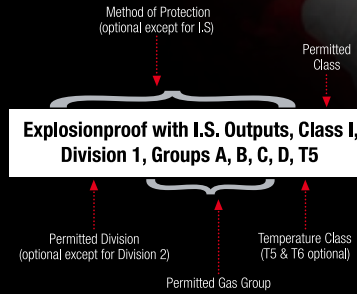 Method of Protection
(optional except for I.S)
Permitted
Class
Explosionproof with I.S. Outputs, Class I,
Division 1, Groups A, B, C, D, T5
Permitted Division
(optional except for Division 2)
Temperature Class
(T5 & T6 optional)
Permitted Gas Group